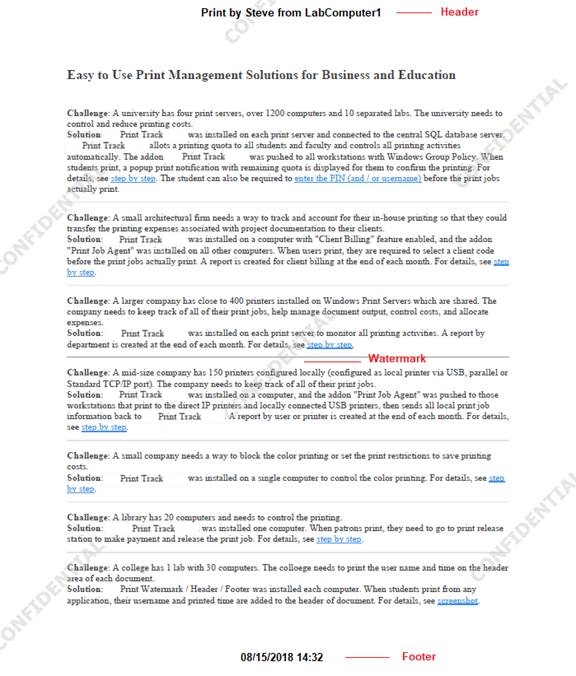 Print by Steve from LabComputer1 Header
Easy to Use Print Management Solutions for Business and Education
Challenge: A university has four print servers, over 1200 computers and 10 separated labs. The university needs to
control and reduce printing costs.
Solution: Print Track was installed on each print server and connected to the central SQL database server.
Print Track allots a printing quota to all students and faculty and controls all printing activities
automatically. The addon Print Track was pushed to all workstations with Windows Group Policy. When
students print, a popup print notification with remaining quota is displayed for them to confirm the printing. For
details, see step by step. The student can also be required to enter the PIN (and / or username) before the print jobs
actually print.
Challenge: A small architectural firm needs a way to track and account for their in-house printing so that they could
transfer the printing expenses associated with project documentation to their clients.
Solution: Print Track was installed on a computer with "Client Billing" feature enabled, and the addon
"Print Job Agent" was installed on all other computers. When users print, they are required to select a client code
before the print jobs actually print. A report is created for client billing at the end of each month. For details, see step
by step.
Challenge: A larger company has close to 400 printers installed on Windows Print Servers which are shared. The
company needs to keep track of all of their print jobs, help manage document output, control costs, and allocate
expenses.
Solution: Print Track was installed on each print server to monitor all printing activities. A report by
department is created at the end of each month. For details, see step by step.
Watermark
Challenge: A mid-size company has 150 printers configured locally (configured as local printer via USB, parallel or
Standard TCP/IP port). The company needs to keep track of all of their print jobs.
Solution: Print Track was installed on a computer, and the addon "Print Job Agent" was pushed to those
workstations that print to the direct IP printers and locally connected USB printers, then sends all local print job
information back to Print Track A report by user or printer is created at the end of each month. For details,
see step by step.
Challenge: A small company needs a way to block the color printing or set the print restrictions to save printing
costs.
Solution: Print Track was installed on a single computer to control the color printing. For details, see step
by step.
Challenge: A library has 20 computers and needs to control the printing.
Solution: Print Track was installed one computer. When patrons print, they need to go to print release
station to make payment and release the print job. For details, see step by step.
Challenge: A college has 1 lab with 30 computers. The colloege needs to print the user name and time on the header
area of each document.
Solution: Print Watermark / Header / Footer was installed each computer. When students print from any
application, their username and printed time are added to the header of document. For details, see screenshot.
08/15/2018 14:32 Footer
CONFIDENTIAL
CONFIDENTIAL
CONFIDENTIAL
CONFIDENTIAL
CONFIDENTIAL
CONFIDENTIAL